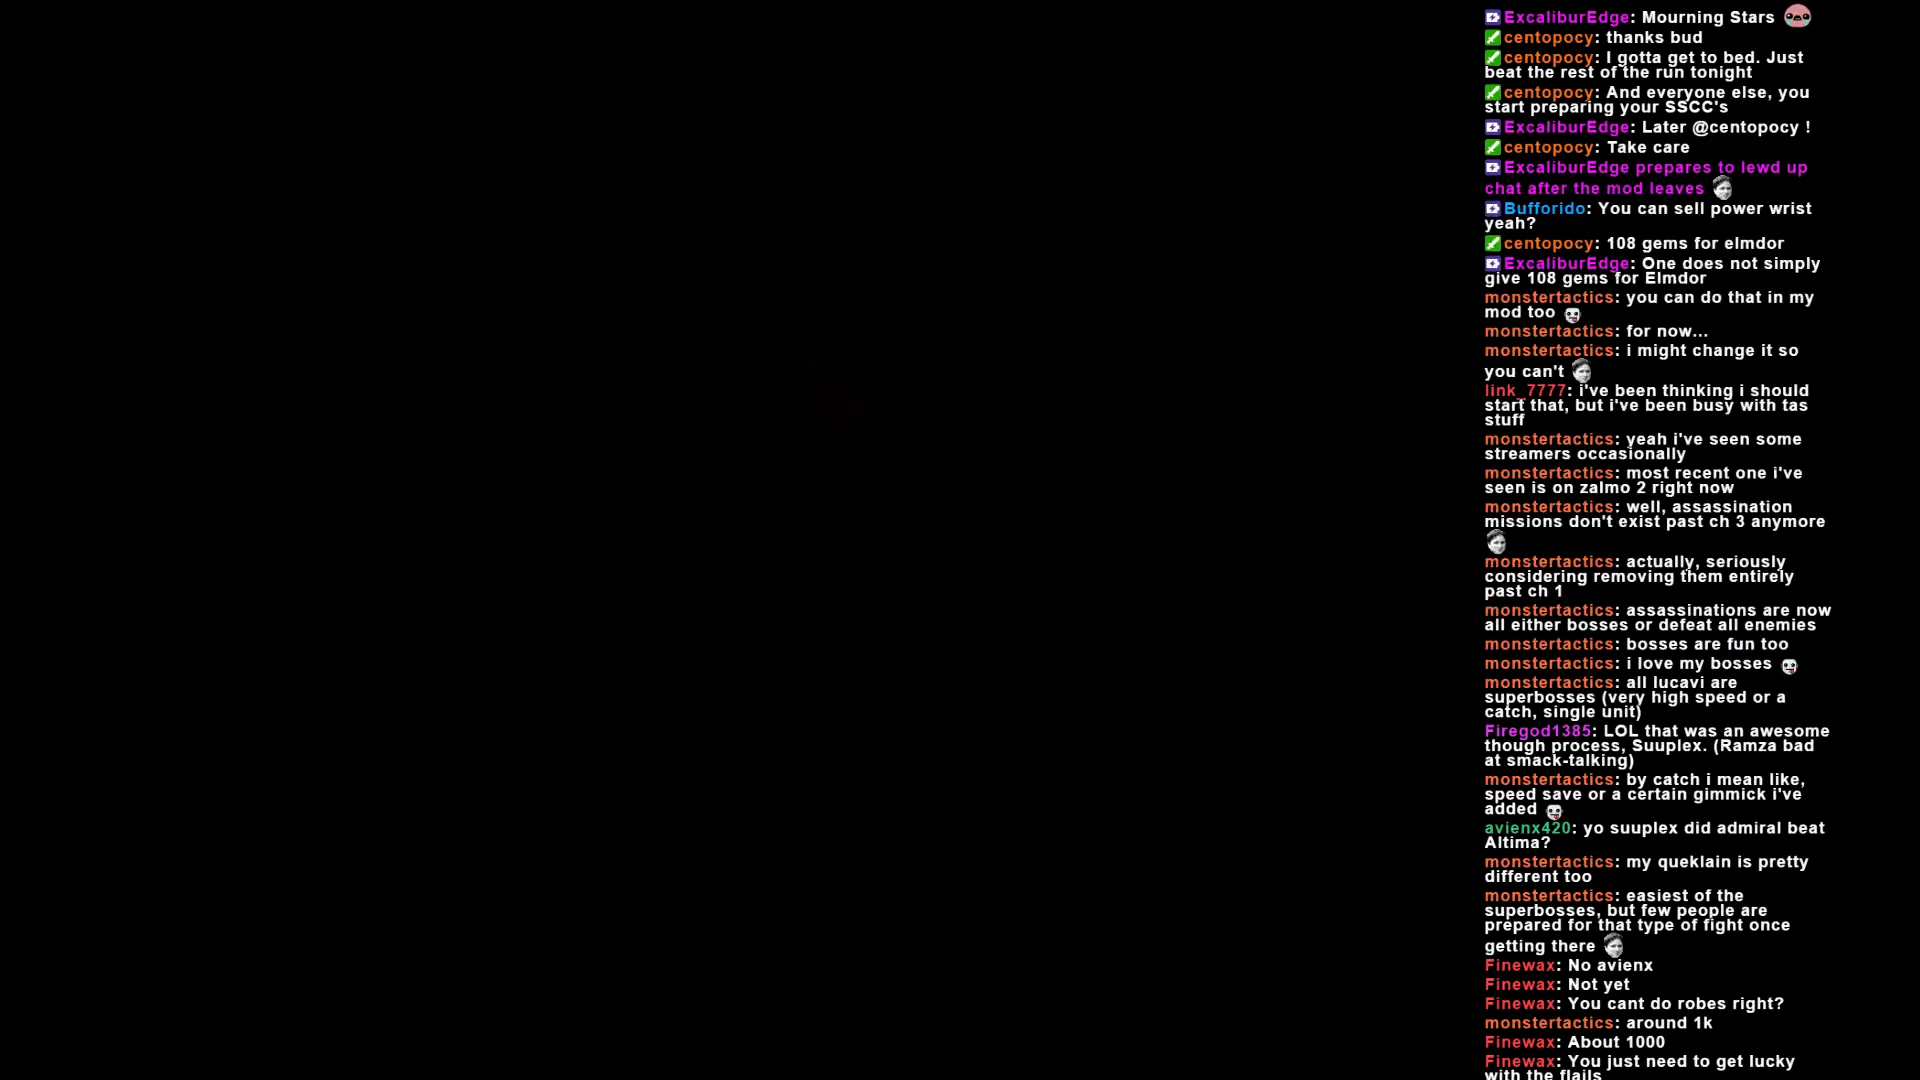 ExcaliburEdge: Mourning Stars
centopocy: thanks bud
centopocy: I gotta get to bed. Just
beat the rest of the run tonight
centopocy: And everyone else, you
start preparing your SSCC's
ExcaliburEdge: Later @centopocy !
centopocy: Take care
ExcaliburEdge prepares to lewd up
chat after the mod leaves
Bufforido: You can sell power wrist
yeah?
centopocy: 108 gems for elmdor
ExcaliburEdge: One does not simply
give 108 gems for Elmdor
monstertactics: you can do that in my
mod too
monstertactics: for now...
monstertactics: i might change it so
you can't
link_7777: i've been thinking i should
start that, but i've been busy with tas
stuff
monstertactics: yeah i've seen some
streamers occasionally
monstertactics: most recent one i've
seen is on zalmo 2 right now
monstertactics: well, assassination
missions don't exist past ch 3 anymore
monstertactics: actually, seriously
considering removing them entirely
past ch 1
monstertactics: assassinations are now
all either bosses or defeat all enemies
monstertactics: bosses are fun too
monstertactics: i love my bosses
monstertactics: all lucavi are
superbosses (very high speed or a
catch, single unit)
Firegod1385: LOL that was an awesome
though process, Suuplex. (Ramza bad
at smack-talking)
monstertactics: by catch i mean like,
speed save or a certain gimmick i've
added
avienx420: yo suuplex did admiral beat
Altima?
monstertactics: my queklain is pretty
different too
monstertactics: easiest of the
superbosses, but few people are
prepared for that type of fight once
getting there
Finewax: No avienx
Finewax: Not yet
Finewax: You cant do robes right?
monstertactics: around 1k
Finewax: About 1000
Finewax: You just need to get lucky
with the flails